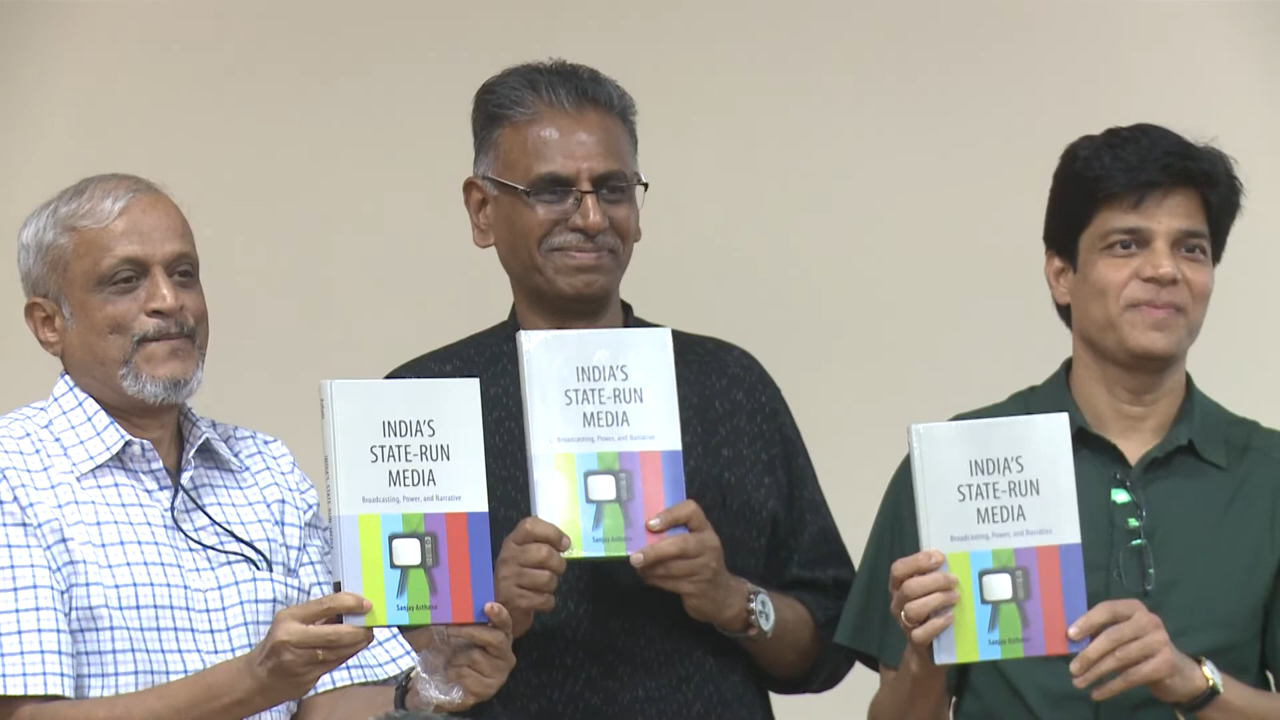 INDIA'S
STATE-RUN
MEDIA
Broadcasting, Power, and Narrative
Sanjay Asthana
INDIA'S
STATE-RUN
MEDIA
Broadcasting, Power, and Narrative
Sanjay Asthana
INDIA'S
STATE-RUN
MEDIA
Broadcasting, Power, and Narrative
Sanjay Asthana